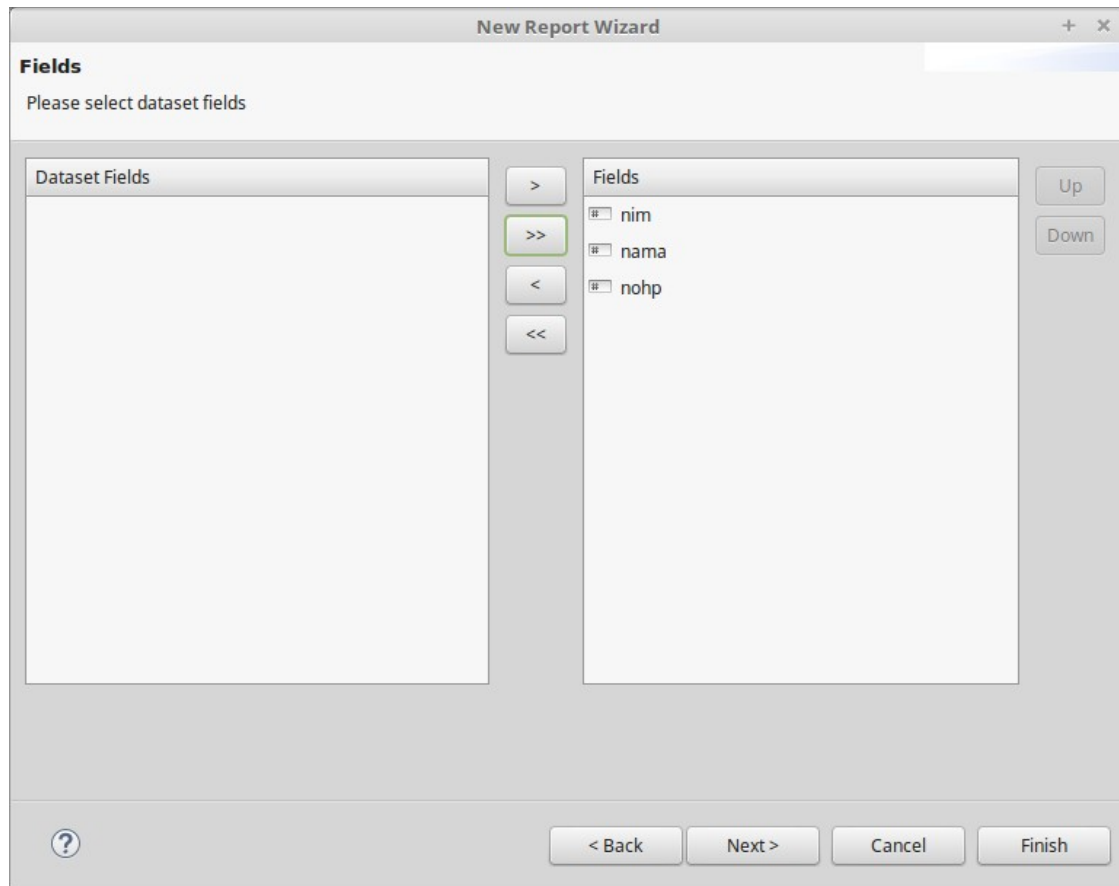 New Report Wizard
Fields
Please select dataset fields
Dataset Fields
>
>>
<
<<
Fields
nim
nama
nohp
Up
Down
?
< Back
Next >
Cancel
Finish